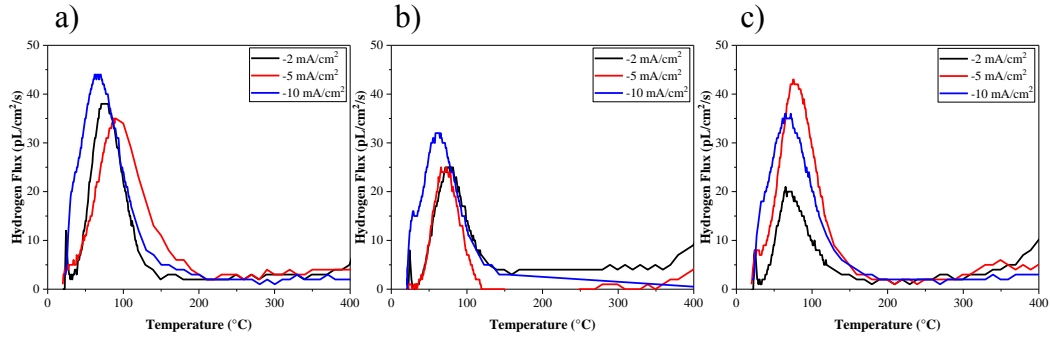 a)
b)
c)
50
40
30
20
10
0
Hydrogen Flux (pL/cm²/s)
-2 mA/cm²
-5 mA/cm²
-10 mA/cm²
0
100
200
300
400
Temperature (°C)
50
40
30
20
10
0
Hydrogen Flux (pL/cm²/s)
-2 mA/cm²
-5 mA/cm²
-10 mA/cm²
0
100
200
300
400
Temperature (°C)
50
40
30
20
10
0
Hydrogen Flux (pL/cm²/s)
-2 mA/cm²
-5 mA/cm²
-10 mA/cm²
0
100
200
300
400
Temperature (°C)